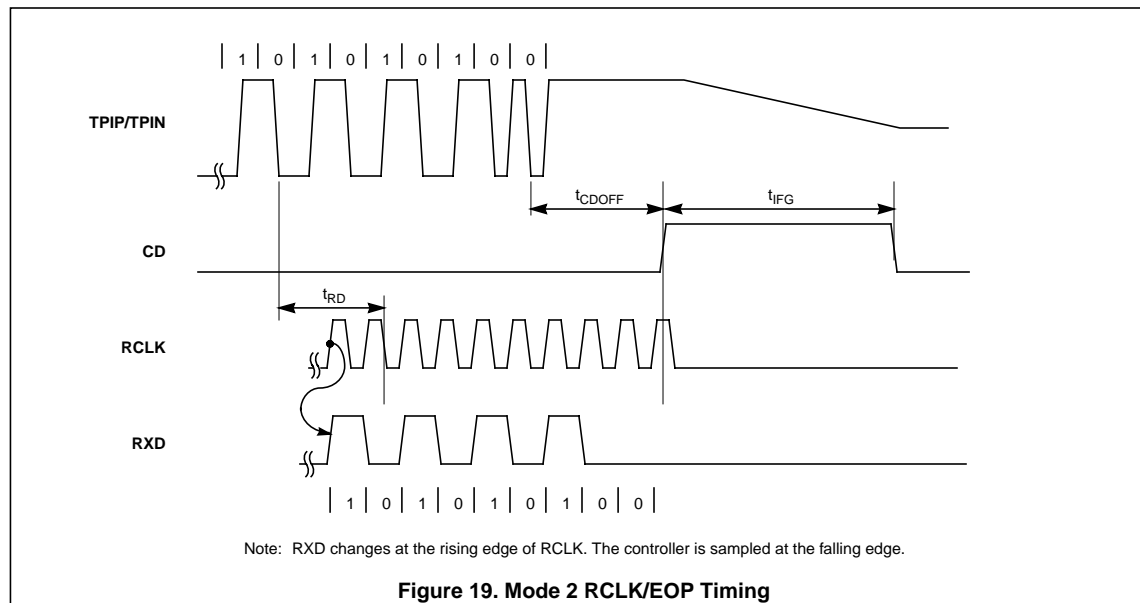 | 1 | 0 | 1 | 0 | 1 | 0 | 1 | 0 | 0 |
TPIP/TPIN
tCDOFF
tIFG
CD
tRD
RCLK
RXD
| 1 | 0 | 1 | 0 | 1 | 0 | 1 | 0 | 0 |
Note: RXD changes at the rising edge of RCLK. The controller is sampled at the falling edge.
Figure 19. Mode 2 RCLK/EOP Timing